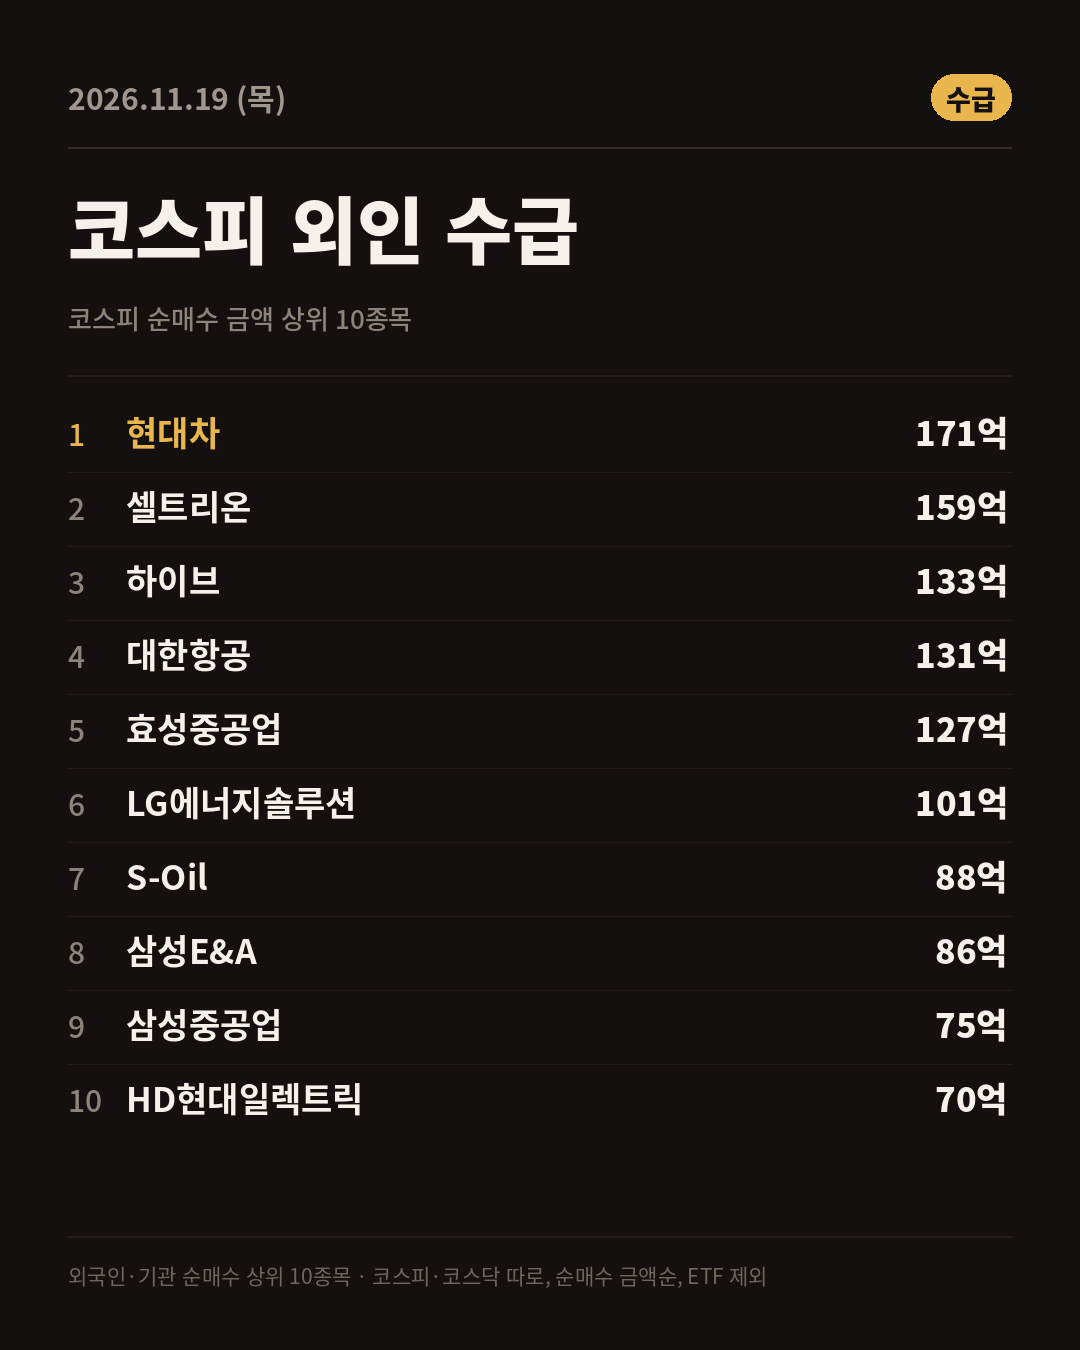 2026.11.19 (목)
수급
코스피 외인 수급
코스피 순매수 금액 상위 10종목
1 현대차 171억
2 셀트리온 159억
3 하이브 133억
4 대한항공 131억
5 효성중공업 127억
6 LG에너지솔루션 101억
7 S-Oil 88억
8 삼성E&A 86억
9 삼성중공업 75억
10 HD현대일렉트릭 70억
외국인·기관 순매수 상위 10종목 · 코스피·코스닥 따로, 순매수 금액순, ETF 제외